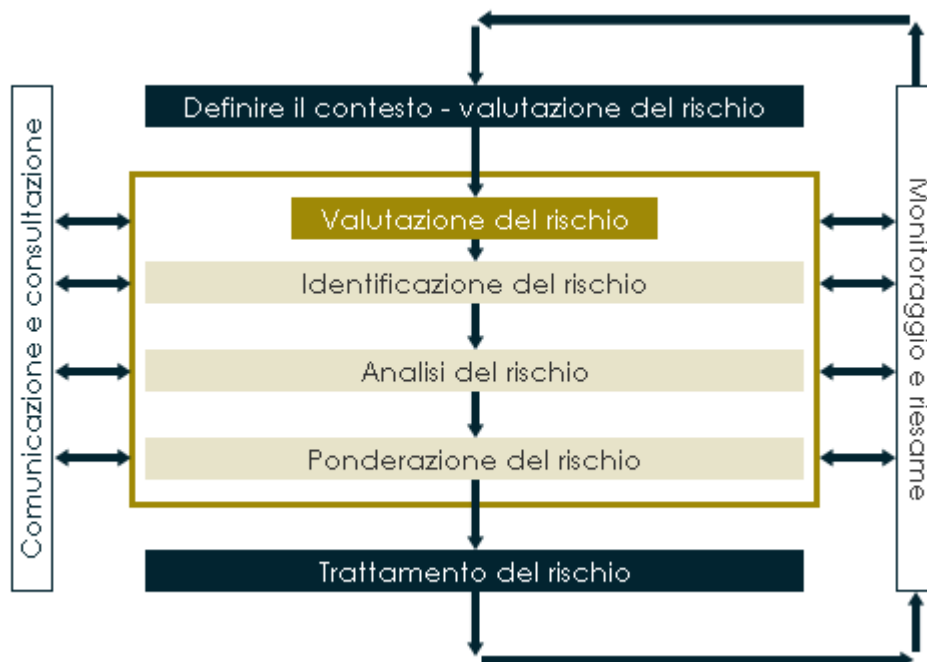 Definire il contesto - valutazione del rischio
Comunicazione e consultazione
Valutazione del rischio
Identificazione del rischio
Analisi del rischio
Ponderazione del rischio
Monitoraggio e riesame
Trattamento del rischio